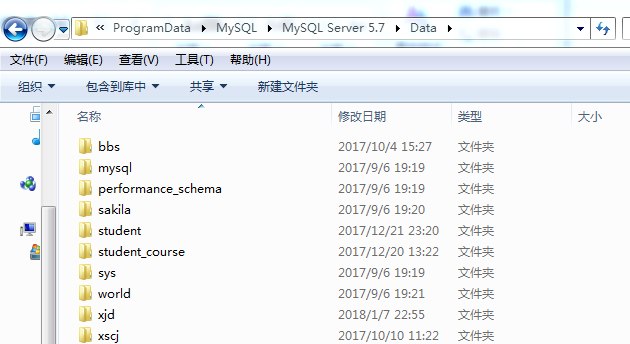 ProgramData ▸ MySQL ▸ MySQL Server 5.7 ▸ Data ▸
文件(F) 编辑(E) 查看(V) 工具(T) 帮助(H)
组织 包含到库中 共享 新建文件夹
名称 修改日期 类型 大小
bbs 2017/10/4 15:27 文件夹
mysql 2017/9/6 19:19 文件夹
performance_schema 2017/9/6 19:19 文件夹
sakila 2017/9/6 19:20 文件夹
student 2017/12/21 23:20 文件夹
student_course 2017/12/20 13:22 文件夹
sys 2017/9/6 19:19 文件夹
world 2017/9/6 19:21 文件夹
xjd 2018/1/7 22:55 文件夹
xscj 2017/10/10 11:22 文件夹